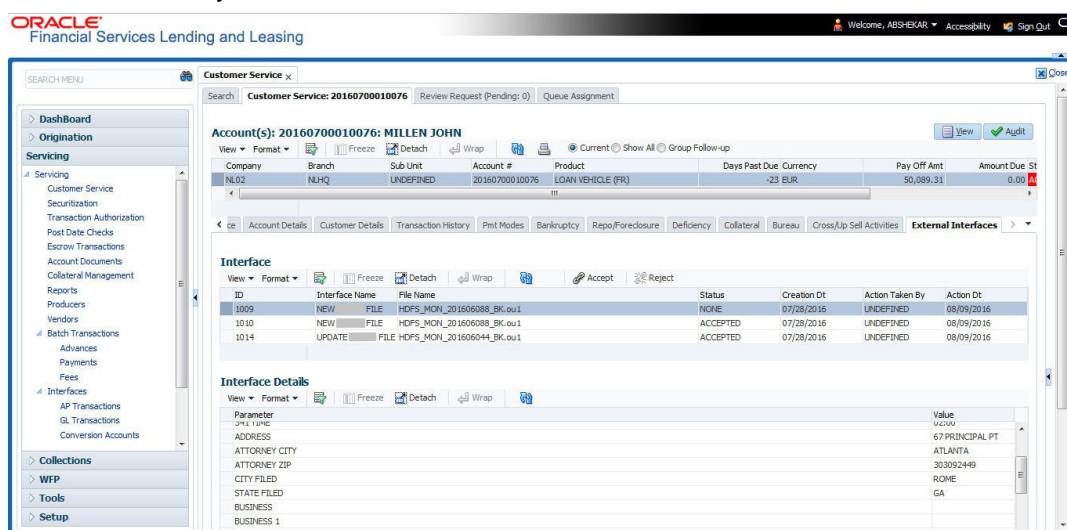 ORACLE
Financial Services Lending and Leasing
Welcome, ABSHEKAR Accessibility Sign Out
SEARCH MENU
Customer Service x
Close
Search Customer Service: 20160700010076 Review Request (Pending: 0) Queue Assignment
DashBoard
Origination
Servicing
Servicing
Customer Service
Securitization
Transaction Authorization
Post Date Checks
Escrow Transactions
Account Documents
Collateral Management
Reports
Producers
Vendors
Batch Transactions
Advances
Payments
Fees
Interfaces
AP Transactions
GL Transactions
Conversion Accounts
Collections
WFP
Tools
Setup
Account(s): 20160700010076: MILLEN JOHN
View Audit
View Format Freeze Detach Wrap Current Show All Group Follow-up
Company Branch Sub Unit Account # Product Days Past Due Currency Pay Off Amt Amount Due St
NL02 NLHQ UNDEFINED 20160700010076 LOAN VEHICLE (FR) -23 EUR 50,089.31 0.00
ce Account Details Customer Details Transaction History Pmt Modes Bankruptcy Repo/Foreclosure Deficiency Collateral Bureau Cross/Up Sell Activities External Interfaces
Interface
View Format Freeze Detach Wrap Accept Reject
ID Interface Name File Name Status Creation Dt Action Taken By Action Dt
1009 NEW FILE HDFS_MON_201606088_BK.ou1 NONE 07/28/2016 UNDEFINED 08/09/2016
1010 NEW FILE HDFS_MON_201606088_BK.ou1 ACCEPTED 07/28/2016 UNDEFINED 08/09/2016
1014 UPDATE FILE HDFS_MON_201606044_BK.ou1 ACCEPTED 07/28/2016 UNDEFINED 08/09/2016
Interface Details
View Format Freeze Detach Wrap
Parameter Value
341 TIME 02:00
ADDRESS 67 PRINCIPAL PT
ATTORNEY CITY ATLANTA
ATTORNEY ZIP 303092449
CITY FILED ROME
STATE FILED GA
BUSINESS
BUSINESS 1